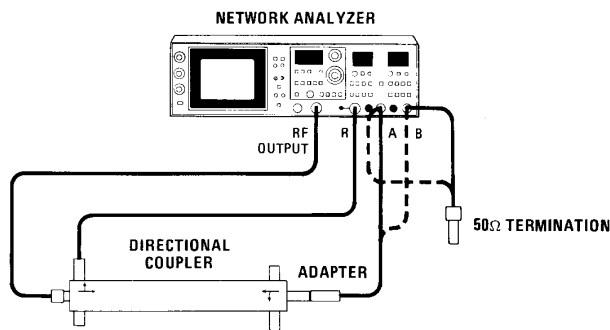 NETWORK ANALYZER
RF
OUTPUT
R
A
B
50Ω TERMINATION
DIRECTIONAL
COUPLER
ADAPTER